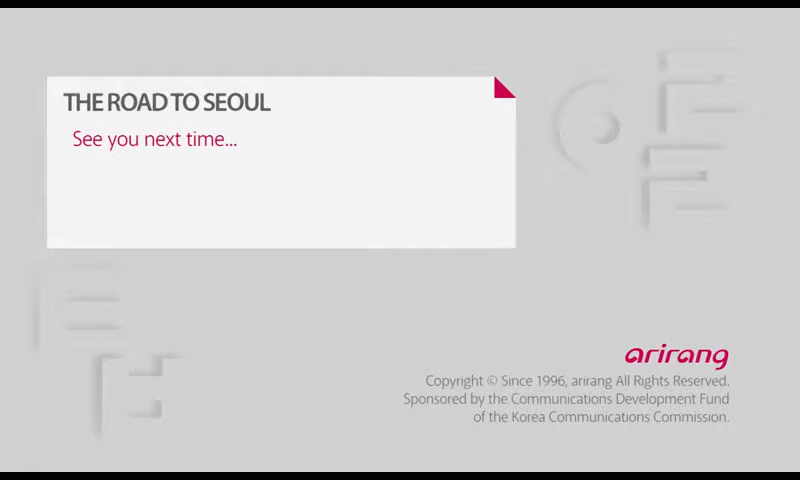 THE ROAD TO SEOUL
See you next time...
arirang
Copyright © Since 1996, arirang All Rights Reserved.
Sponsored by the Communications Development Fund
of the Korea Communications Commission.